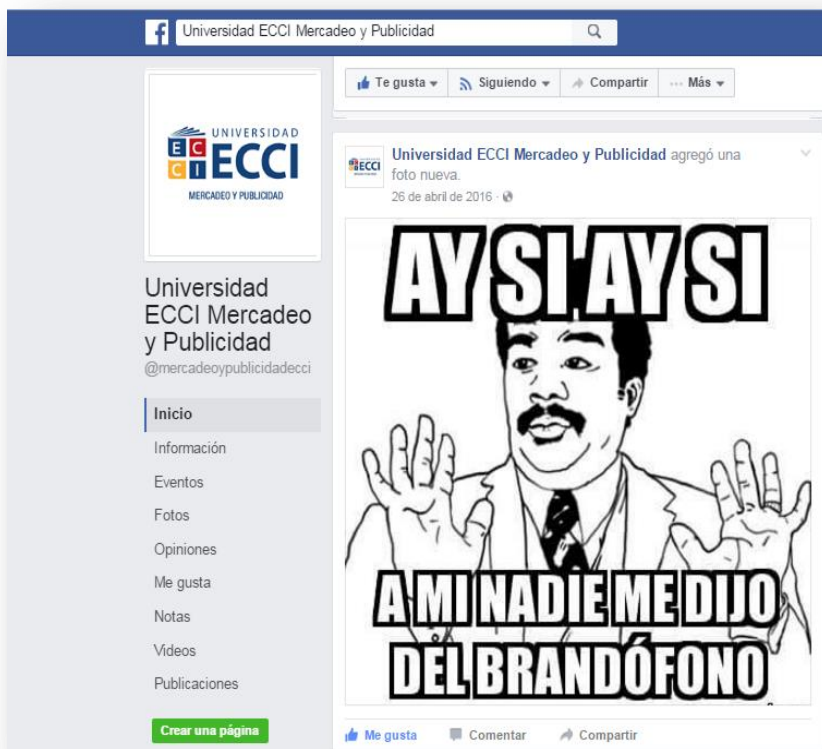 Universidad ECCI Mercadeo y Publicidad
Te gusta
Siguiendo
Compartir
Más
UNIVERSIDAD
ECCI
ECCI
MERCADEO Y PUBLICIDAD
Universidad
ECCI Mercadeo
y Publicidad
@mercadeoypublicidadecci
Inicio
Información
Eventos
Fotos
Opiniones
Me gusta
Notas
Videos
Publicaciones
Crear una página
ECCI
Universidad ECCI Mercadeo y Publicidad agregó una
foto nueva.
26 de abril de 2016
AY SI AY SI
A MI NADIE ME DIJO
DEL BRANDÓFONO
Me gusta
Comentar
Compartir